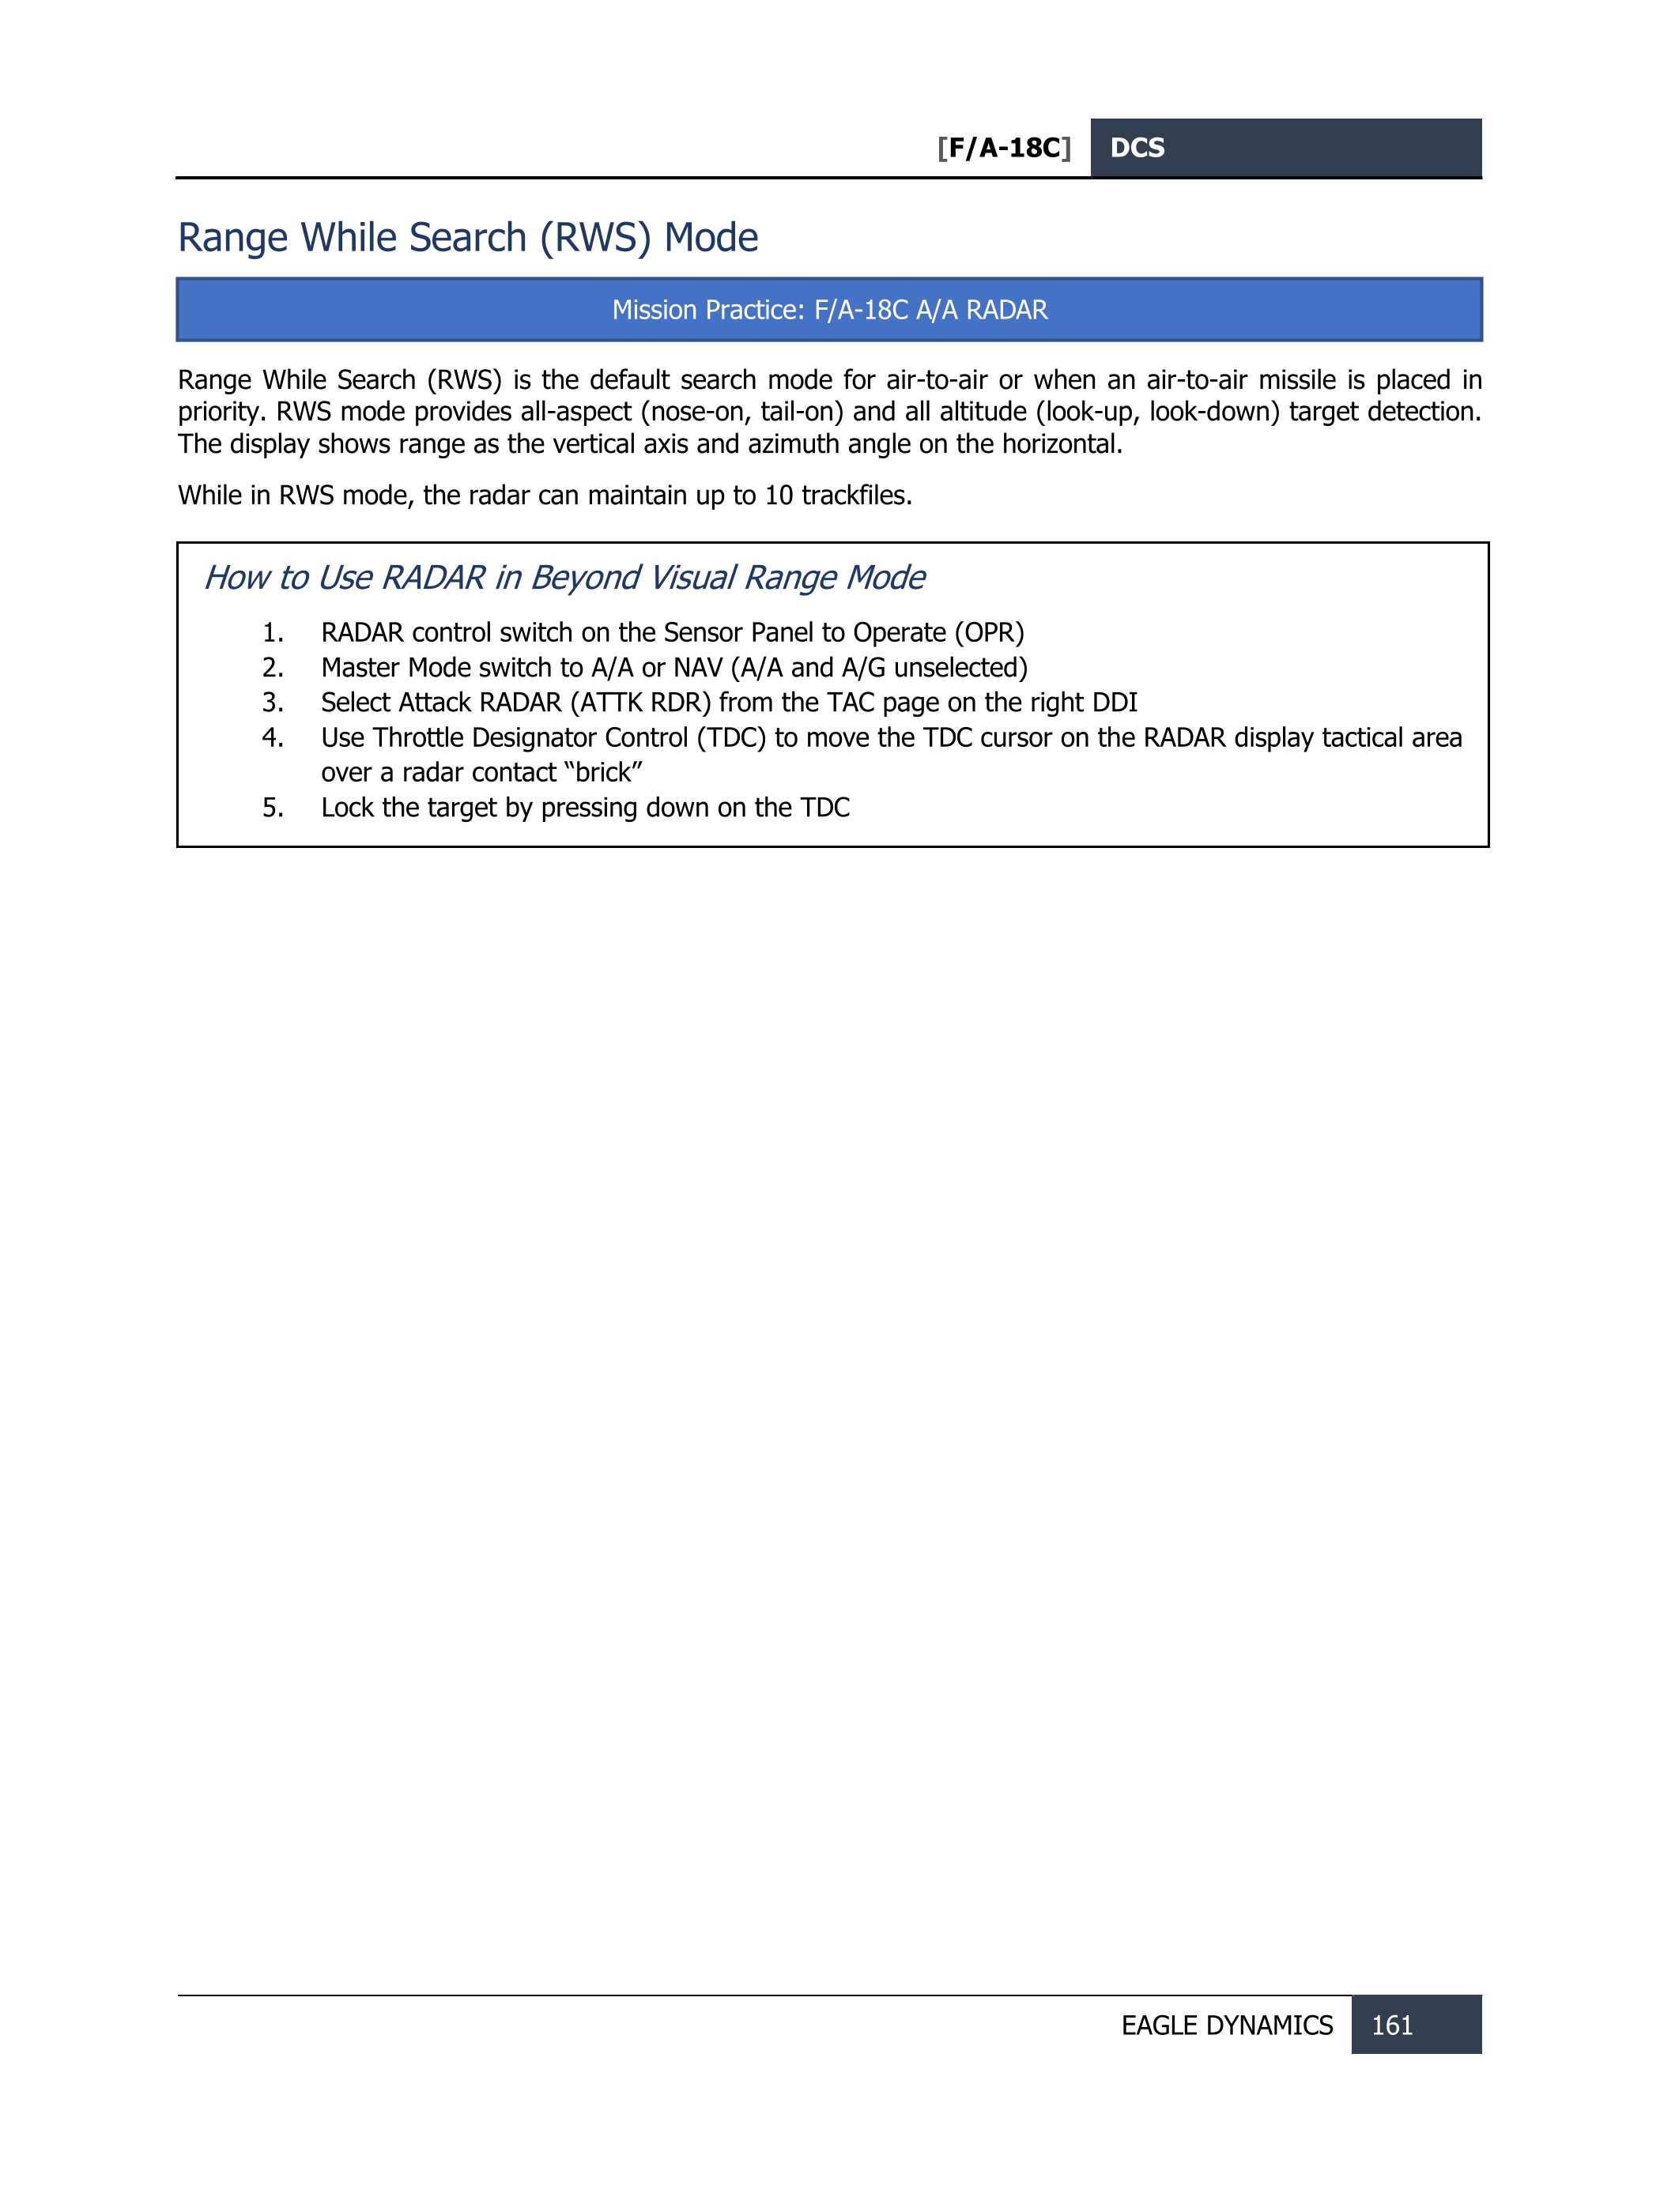 [F/A-18C] DCS
Range While Search (RWS) Mode
Mission Practice: F/A-18C A/A RADAR
Range While Search (RWS) is the default search mode for air-to-air or when an air-to-air missile is placed in
priority. RWS mode provides all-aspect (nose-on, tail-on) and all altitude (look-up, look-down) target detection.
The display shows range as the vertical axis and azimuth angle on the horizontal.
While in RWS mode, the radar can maintain up to 10 trackfiles.
How to Use RADAR in Beyond Visual Range Mode
1. RADAR control switch on the Sensor Panel to Operate (OPR)
2. Master Mode switch to A/A or NAV (A/A and A/G unselected)
3. Select Attack RADAR (ATTK RDR) from the TAC page on the right DDI
4. Use Throttle Designator Control (TDC) to move the TDC cursor on the RADAR display tactical area
over a radar contact “brick”
5. Lock the target by pressing down on the TDC
EAGLE DYNAMICS 161